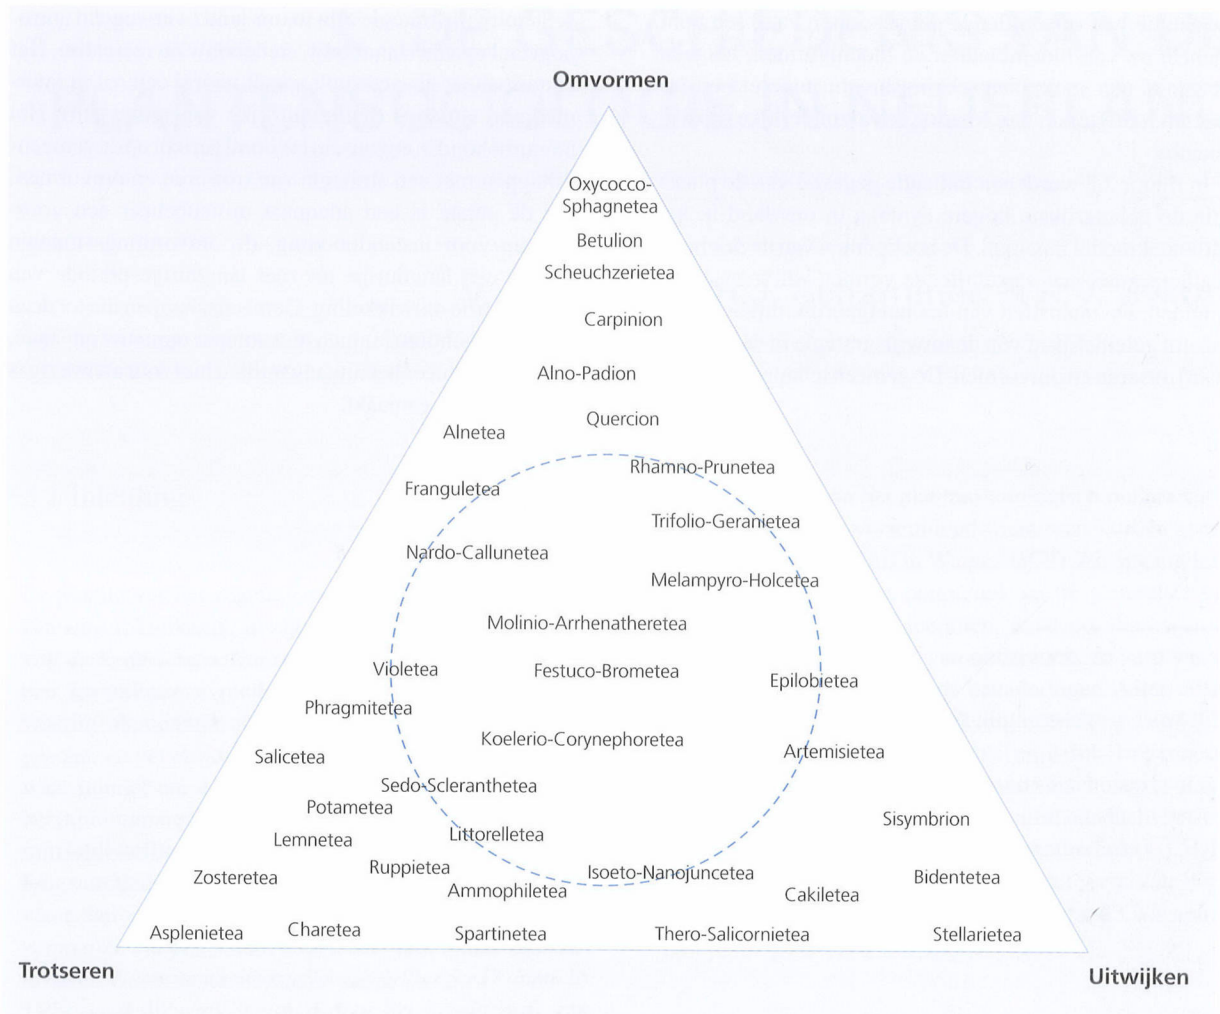 Omvormen
Oxycocco-
Sphagnetea
Betulion
Scheuchzerietea
Carpinion
Alno-Padion
Quercion
Alnetea
Rhamno-Prunetea
Franguletea
Trifolio-Geranietea
Nardo-Callunetea
Melampyro-Holcetea
Molinio-Arrhenatheretea
Violetea
Festuco-Brometea
Epilobietea
Phragmitetea
Koelerio-Corynephoretea
Artemisietea
Salicetea
Sedo-Scleranthetea
Potametea
Sisymbrion
Littorelletea
Lemnetea
Ruppietea
Isoeto-Nanojuncetea
Zosteretea
Bidentetea
Ammophiletea
Cakiletea
Asplenietea
Charetea
Spartinetea
Thero-Salicornietea
Stellarietea
Trotseren
Uitwijken